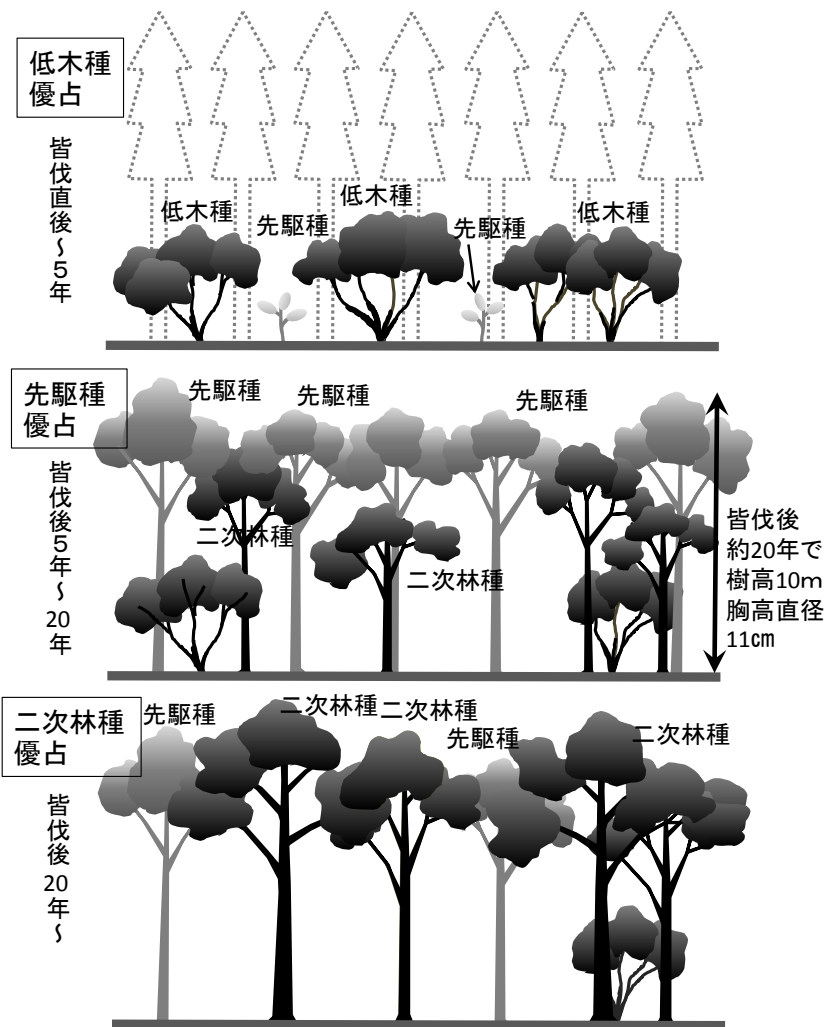 低木種
優占
皆伐直後～5年
低木種
先駆種
低木種
先駆種
低木種
先駆種
優占
皆伐後5年～20年
先駆種
先駆種
先駆種
二次林種
二次林種
皆伐後
約20年で
樹高10m
胸高直径
11㎝
二次林種
優占
皆伐後20年～
先駆種
二次林種
二次林種
先駆種
二次林種